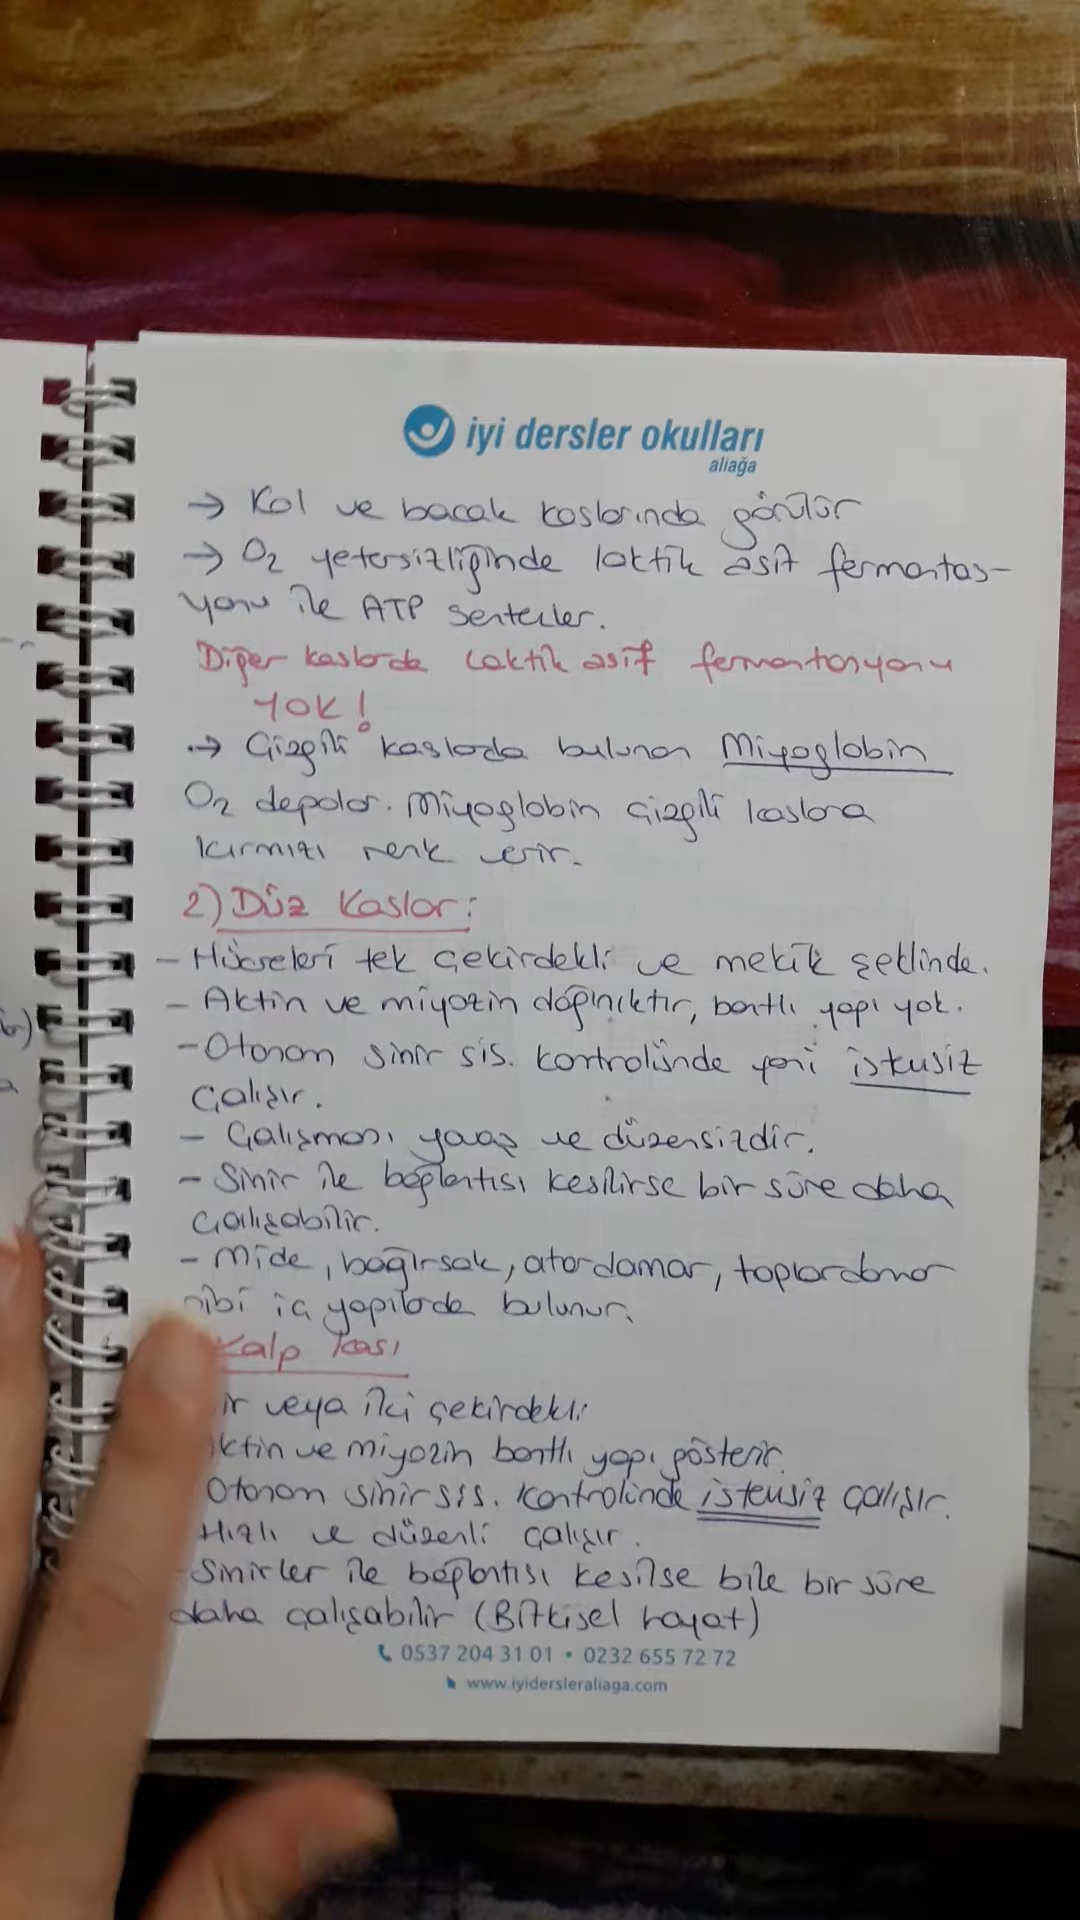 iyi dersler okulları
aliağa
→ Kol ve bacak kaslarında görülür
→ O2 yetersizliğinde laktik asit fermantas-
yonu ile ATP sentezler.
Diğer kaslarda Laktik asit fermantasyonu
YOK!
→ Çizgili kaslarda bulunan Miyoglobin
O2 depolar. Miyoglobin çizgili kaslara
kırmızı renk verir.
2) Düz Kaslar:
- Hücreleri tek çekirdekli ve mekik şeklinde.
- Aktin ve miyozin dağınıktır, bantlı yapı yok.
- Otonom sinir sis. kontrolünde yani isteksiz
çalışır.
- Çalışması yavaş ve düzensizdir.
- Sinir ile bağlantısı kesilirse bir süre daha
çalışabilir.
- Mide, bağırsak, atardamar, toplardamar
gibi iç yapılarda bulunur.
Kalp kası
ir veya iki çekirdekli
ktin ve miyozin bantlı yapı gösterir.
Otonom sinir sis. kontrolünde istensiz çalışır.
Hızlı ve düzenli çalışır.
Sinirler ile bağlantısı kesilse bile bir süre
daha çalışabilir (Bitkisel hayat)
0537 204 31 01 • 0232 655 72 72
www.iyidersleraliaga.com